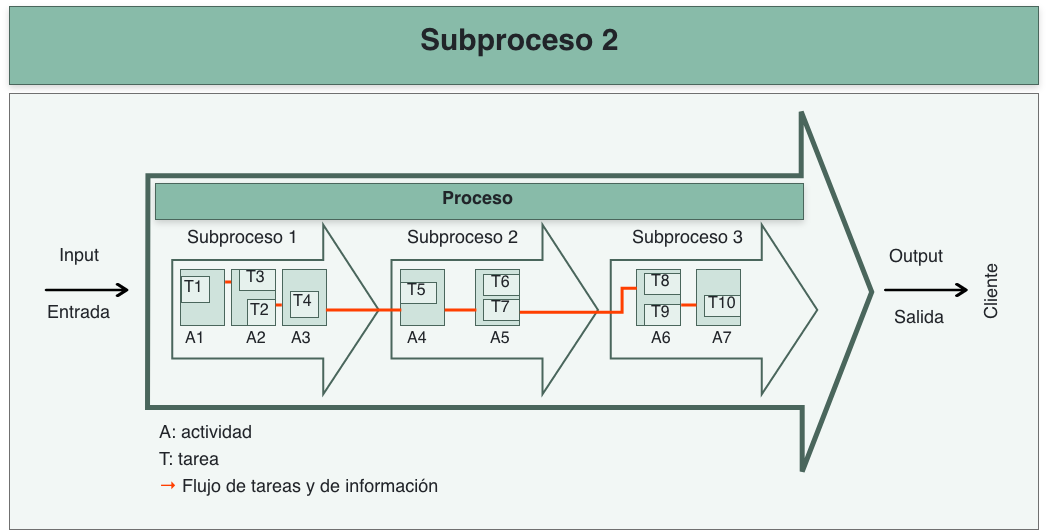 Subproceso 2
Proceso
Subproceso 1
Subproceso 2
Subproceso 3
Input
Entrada
T1
T3
T2
T4
T5
T6
T7
T8
T9
T10
A1
A2
A3
A4
A5
A6
A7
Output
Salida
Cliente
A: actividad
T: tarea
→ Flujo de tareas y de información